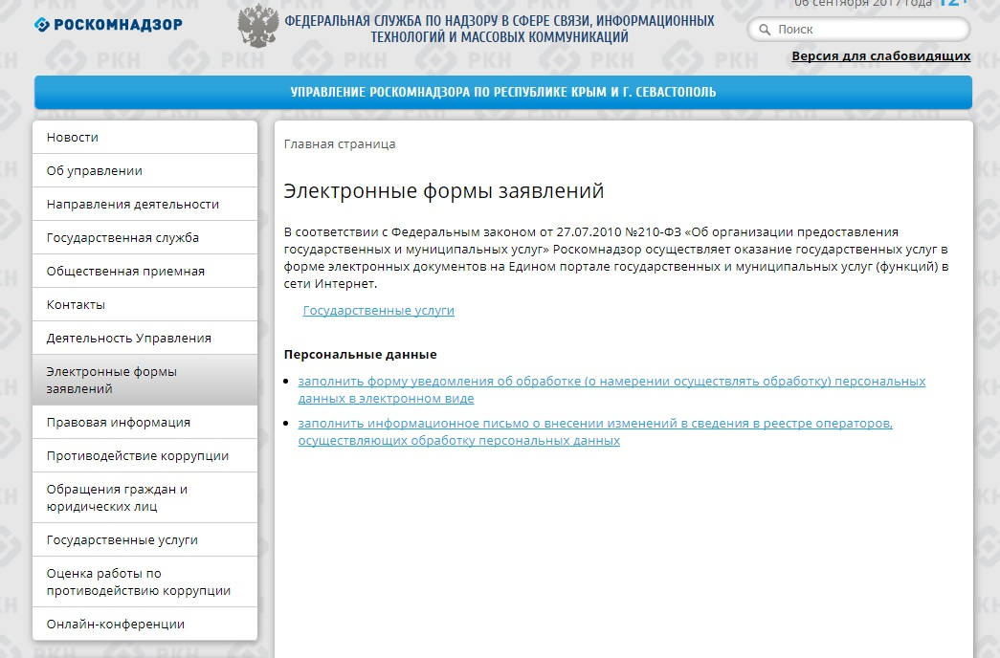 06 сентября 2017 года 12+
РОСКОМНАДЗОР
ФЕДЕРАЛЬНАЯ СЛУЖБА ПО НАДЗОРУ В СФЕРЕ СВЯЗИ, ИНФОРМАЦИОННЫХ
ТЕХНОЛОГИЙ И МАССОВЫХ КОММУНИКАЦИЙ
Поиск
Версия для слабовидящих
УПРАВЛЕНИЕ РОСКОМНАДЗОРА ПО РЕСПУБЛИКЕ КРЫМ И Г. СЕВАСТОПОЛЬ
Новости
Об управлении
Направления деятельности
Государственная служба
Общественная приемная
Контакты
Деятельность Управления
Электронные формы
заявлений
Правовая информация
Противодействие коррупции
Обращения граждан и
юридических лиц
Государственные услуги
Оценка работы по
противодействию коррупции
Онлайн-конференции
Главная страница
Электронные формы заявлений
В соответствии с Федеральным законом от 27.07.2010 №210-ФЗ «Об организации предоставления
государственных и муниципальных услуг» Роскомнадзор осуществляет оказание государственных услуг в
форме электронных документов на Едином портале государственных и муниципальных услуг (функций) в
сети Интернет.
Государственные услуги
Персональные данные
заполнить форму уведомления об обработке (о намерении осуществлять обработку) персональных
данных в электронном виде
заполнить информационное письмо о внесении изменений в сведения в реестре операторов,
осуществляющих обработку персональных данных